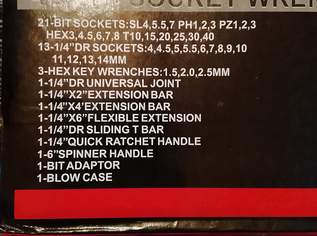 SOCKET WREN
21-BIT SOCKETS:SL4,5.5,7 PH1,2,3 PZ1,2,3
HEX3,4.5,6,7,8 T10,15,20,25,30,40
13-1/4"DR SOCKETS:4,4.5,5,5.5,6,7,8,9,10
11,12,13,14MM
3-HEX KEY WRENCHES:1.5,2.0,2.5MM
1-1/4"DR UNIVERSAL JOINT
1-1/4"X2"EXTENSION BAR
1-1/4"X4'EXTENSION BAR
1-1/4"X6"FLEXIBLE EXTENSION
1-1/4"DR SLIDING T BAR
1-1/4"QUICK RATCHET HANDLE
1-6"SPINNER HANDLE
1-BIT ADAPTOR
1-BLOW CASE